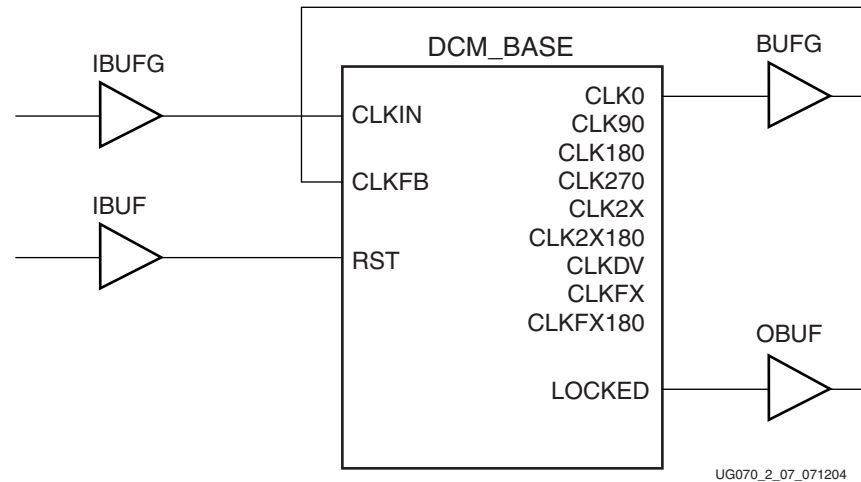 DCM_BASE
BUFG
IBUFG
CLKIN
CLKFB
IBUF
RST
CLK0
CLK90
CLK180
CLK270
CLK2X
CLK2X180
CLKDV
CLKFX
CLKFX180
OBUF
LOCKED
UG070_2_07_071204